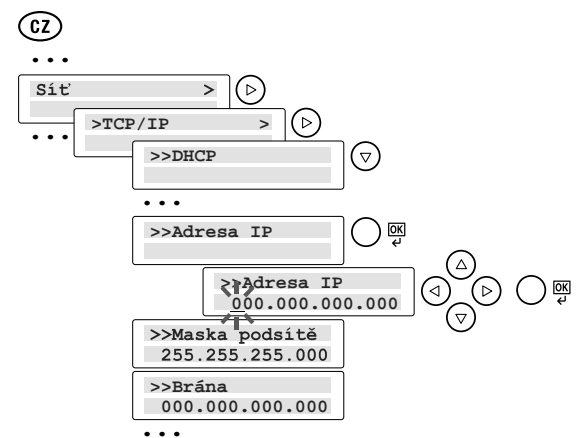 CZ
...
Síť >
...
>TCP/IP >
>>DHCP
...
>>Adresa IP
OK
>>Adresa IP
000.000.000.000
OK
>>Maska podsítě
255.255.255.000
>>Brána
000.000.000.000
...